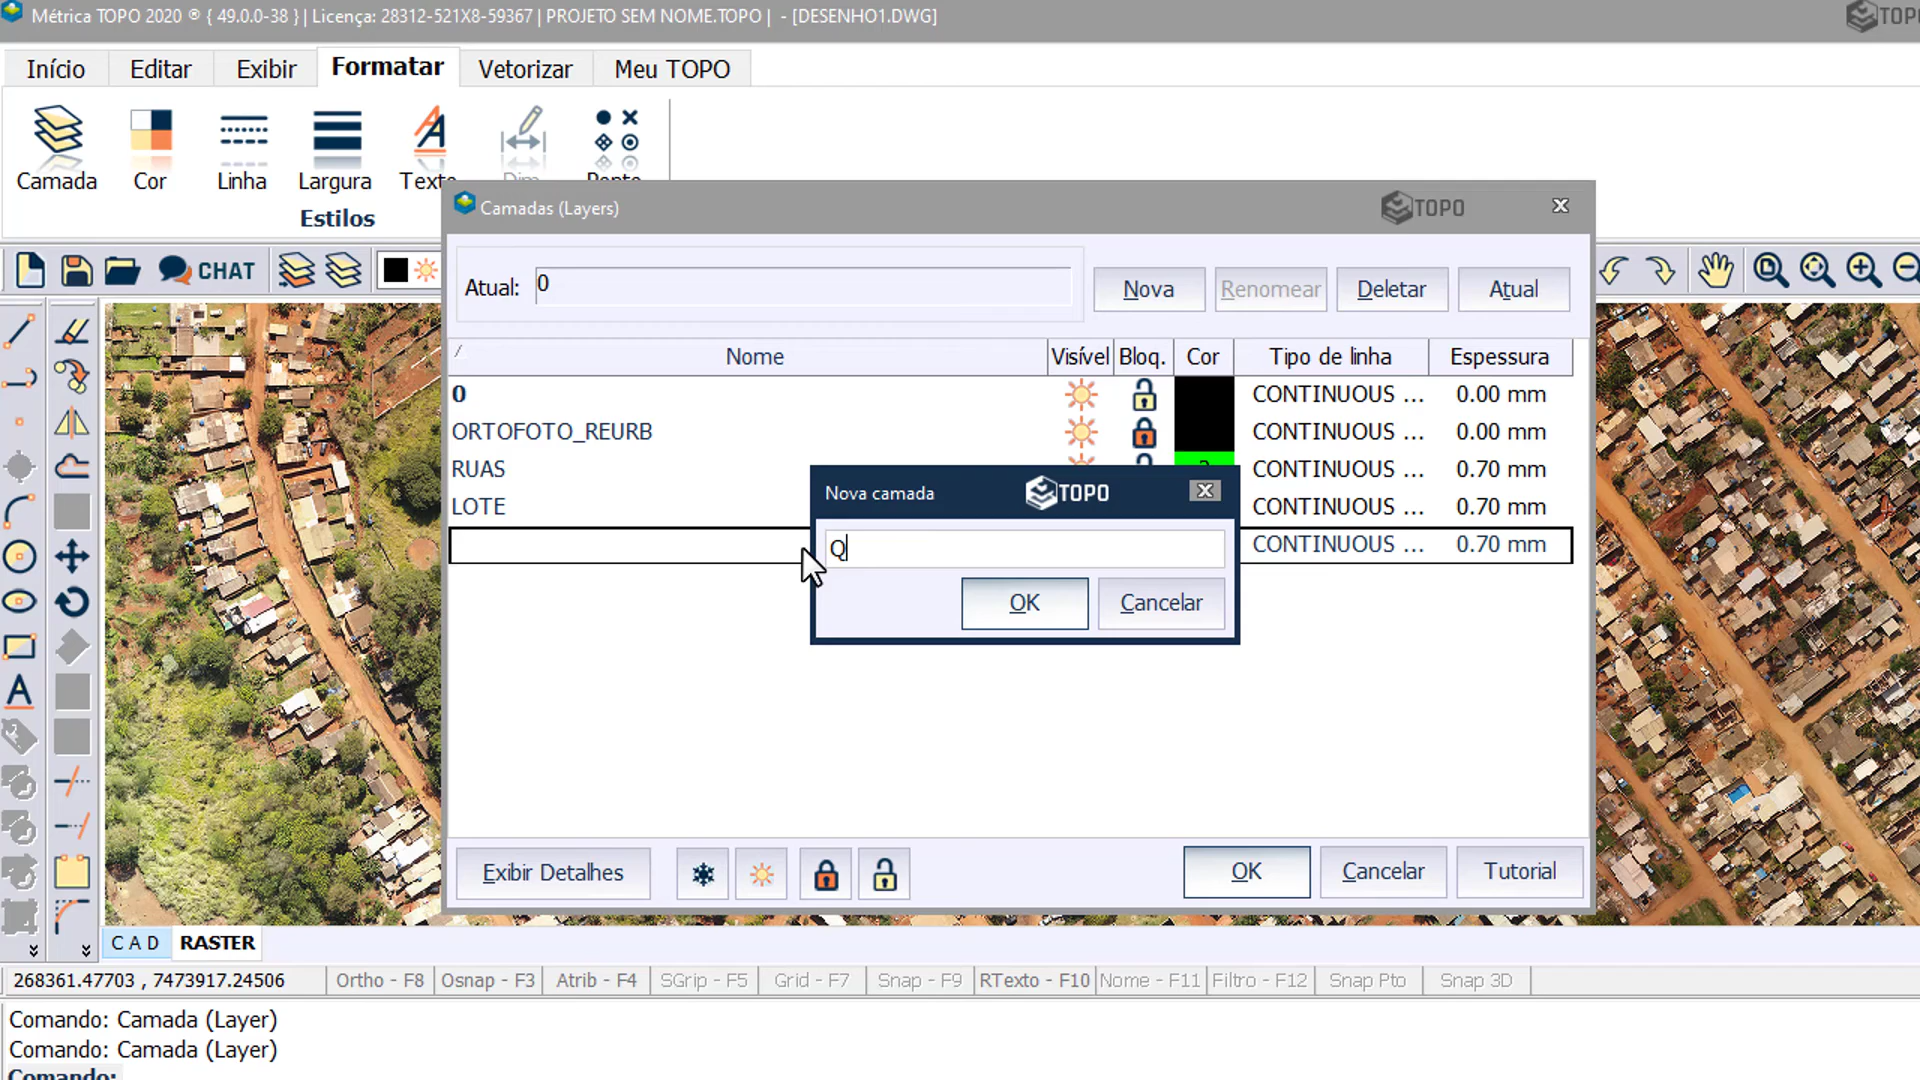 Métrica TOPO 2020 ® { 49.0.0-38 } | Licença: 28312-521X8-59367 | PROJETO SEM NOME.TOPO | - [DESENHO1.DWG]
TOPO
Início Editar Exibir Formatar Vetorizar Meu TOPO
Camada Cor Linha Largura Texto Dim Ponto
Estilos
Camadas (Layers) TOPO
CHAT
Atual: 0 Nova Renomear Deletar Atual
Nome Visível Bloq. Cor Tipo de linha Espessura
0 CONTINUOUS ... 0.00 mm
ORTOFOTO_REURB CONTINUOUS ... 0.00 mm
RUAS CONTINUOUS ... 0.70 mm
LOTE CONTINUOUS ... 0.70 mm
CONTINUOUS ... 0.70 mm
Nova camada TOPO
Q
OK Cancelar
Exibir Detalhes OK Cancelar Tutorial
CAD RASTER
268361.47703 , 7473917.24506 Ortho - F8 Osnap - F3 Atrib - F4 SGrip - F5 Grid - F7 Snap - F9 RTexto - F10 Nome - F11 Filtro - F12 Snap Pto Snap 3D
Comando: Camada (Layer)
Comando: Camada (Layer)
Comando: